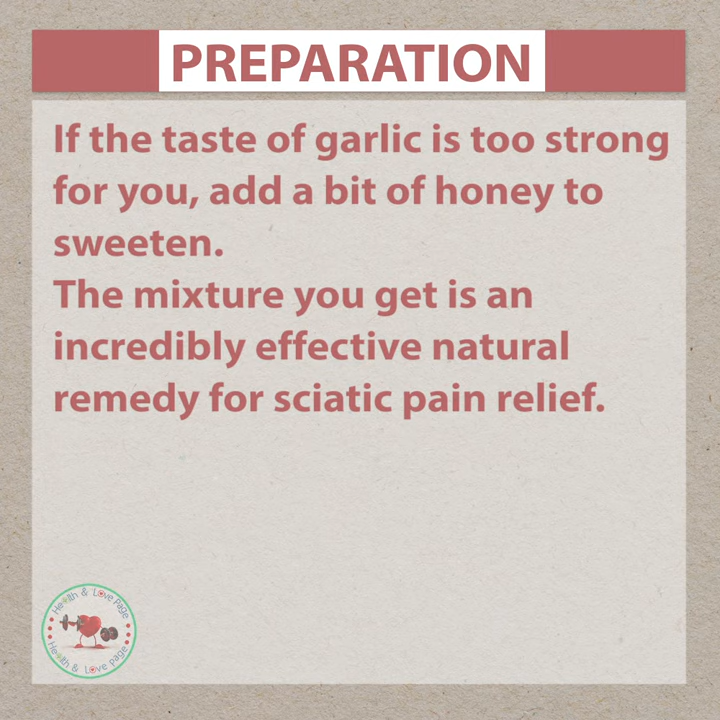 PREPARATION
If the taste of garlic is too strong
for you, add a bit of honey to
sweeten.
The mixture you get is an
incredibly effective natural
remedy for sciatic pain relief.
Health & Love Page
Health & Love Page